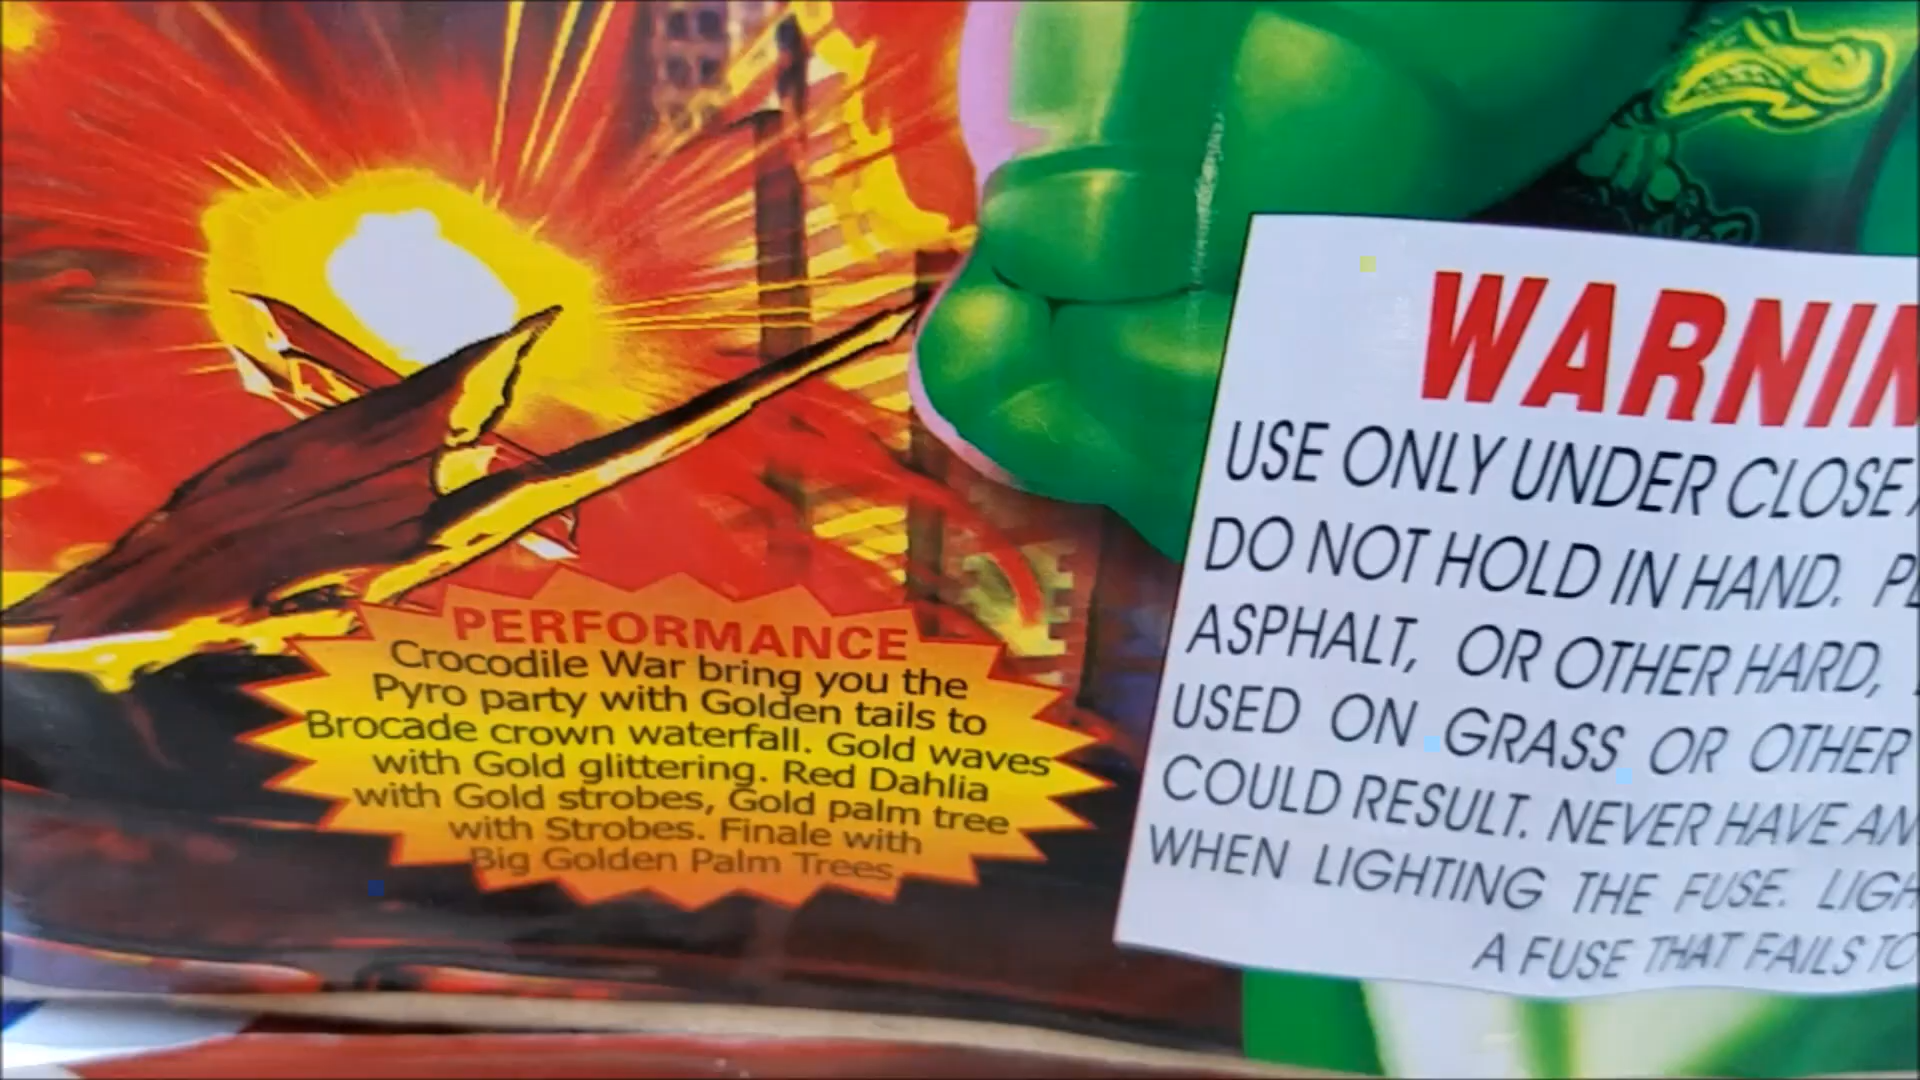 PERFORMANCE
Crocodile War bring you the
Pyro party with Golden tails to
Brocade crown waterfall. Gold waves
with Gold glittering. Red Dahlia
with Gold strobes, Gold palm tree
with Strobes. Finale with
Big Golden Palm Trees
WARNIN
USE ONLY UNDER CLOSE
DO NOT HOLD IN HAND.
ASPHALT, OR OTHER HARD,
USED ON GRASS OR OTHER
COULD RESULT. NEVER HAVE AN
WHEN LIGHTING THE FUSE. LIGH
A FUSE THAT FAILS TO